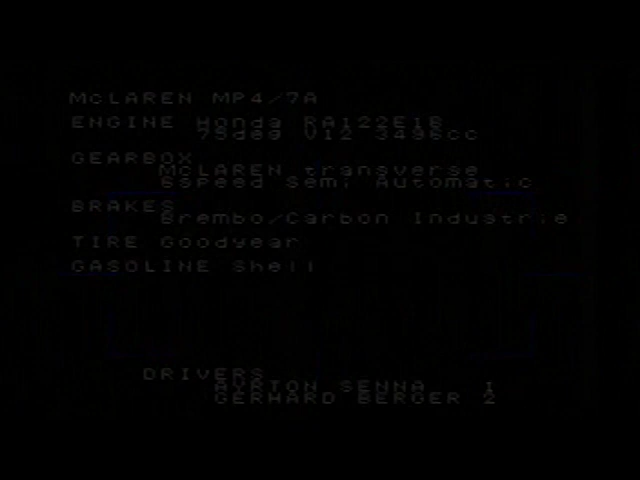 McLAREN MP4/7A
ENGINE Honda RA122E1B
75deg V12 3496cc
GEARBOX
McLAREN transverse
6speed Semi Automatic
BRAKES
Brembo/Carbon Industrie
TIRE Goodyear
GASOLINE Shell
DRIVERS
AYRTON SENNA 1
GERHARD BERGER 2